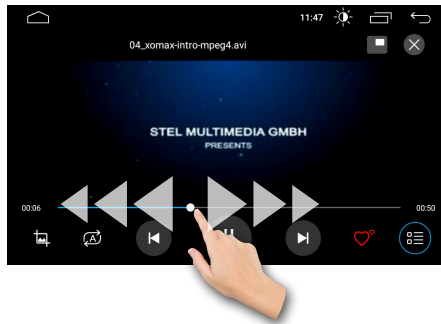 11:47
04_xomax-intro-mpeg4.avi
STEL MULTIMEDIA GMBH
PRESENTS
00:06
00:50
A